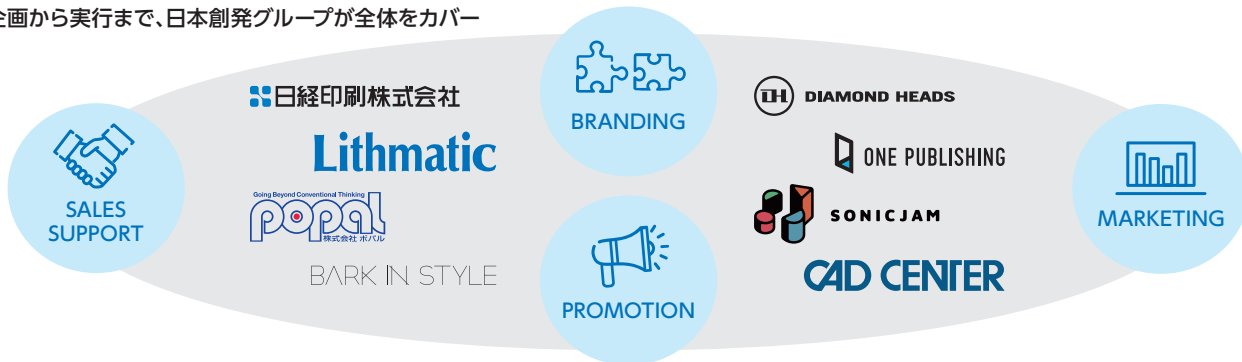 企画から実行まで、日本創発グループが全体をカバー
SALES
SUPPORT
日経印刷株式会社
Lithmatic
Going Beyond Conventional Thinking
popal
株式会社 ポパル
BARK IN STYLE
BRANDING
PROMOTION
DH
DIAMOND HEADS
ONE PUBLISHING
SONICJAM
CAD CENTER
MARKETING